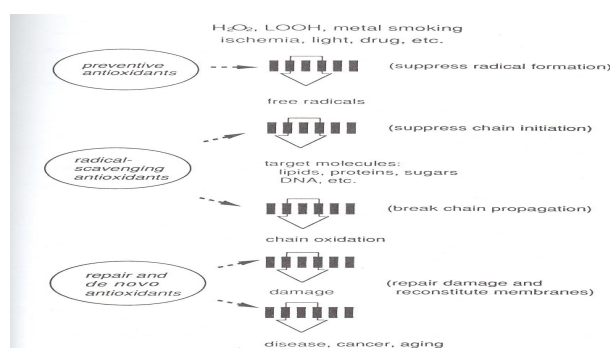 H₂O₂, LOOH, metal smoking
ischemia, light, drug, etc.
preventive
antioxidants
(suppress radical formation)
free radicals
(suppress chain initiation)
radical-
scavenging
antioxidants
target molecules:
lipids, proteins, sugars
DNA, etc.
(break chain propagation)
chain oxidation
repair and
de novo
antioxidants
damage
(repair damage and
reconstitute membranes)
disease, cancer, aging